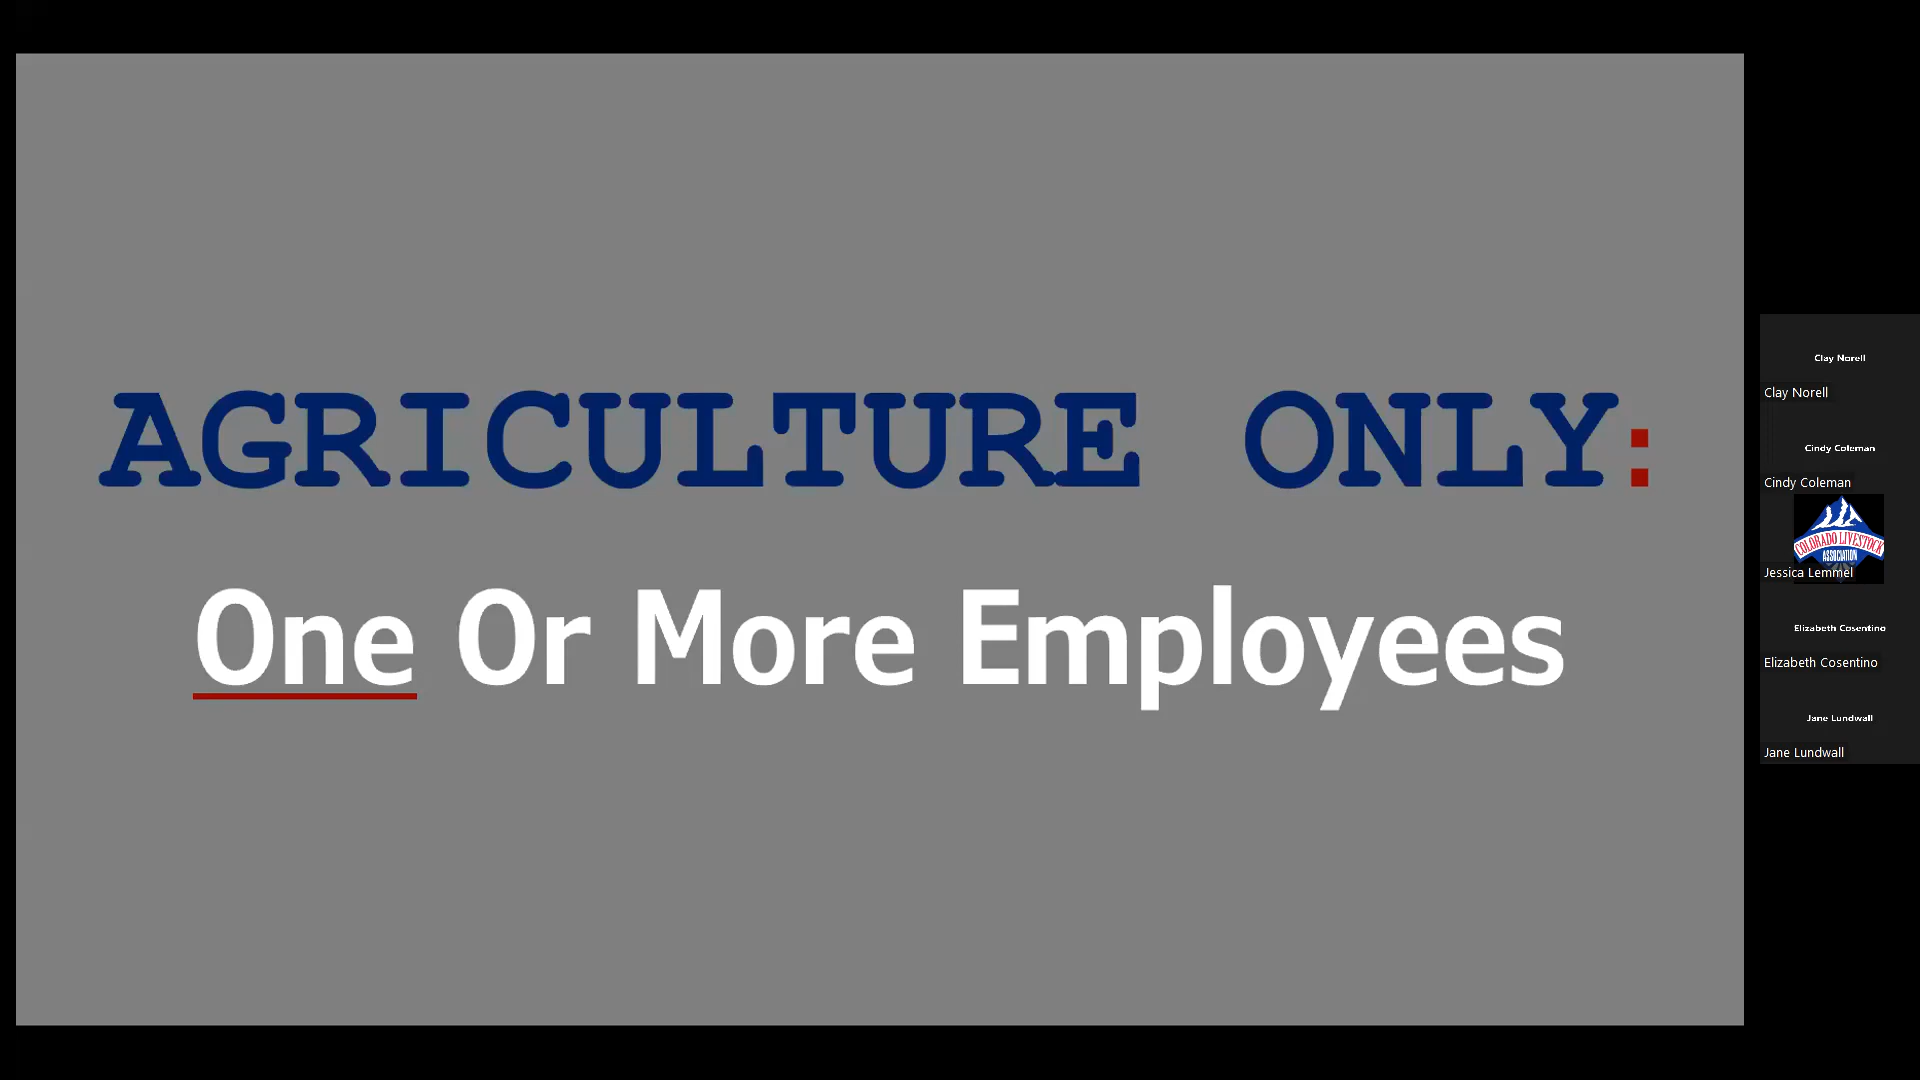 AGRICULTURE ONLY:
One Or More Employees
Clay Norell
Clay Norell
Cindy Coleman
Cindy Coleman
COLORADO LIVESTOCK
ASSOCIATION
Jessica Lemmel
Elizabeth Cosentino
Elizabeth Cosentino
Jane Lundwall
Jane Lundwall